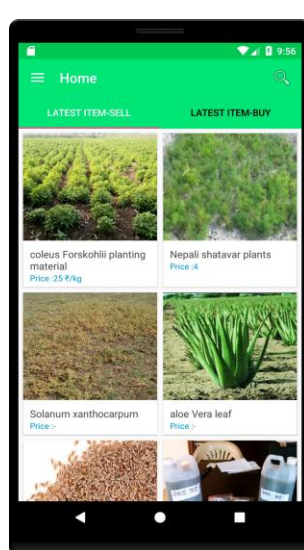 9:56
Home
LATEST ITEM-SELL
LATEST ITEM-BUY
coleus Forskohlii planting
material
Price :25 ₹/kg
Nepali shatavar plants
Price :4
Solanum xanthocarpum
Price :-
aloe Vera leaf
Price :-